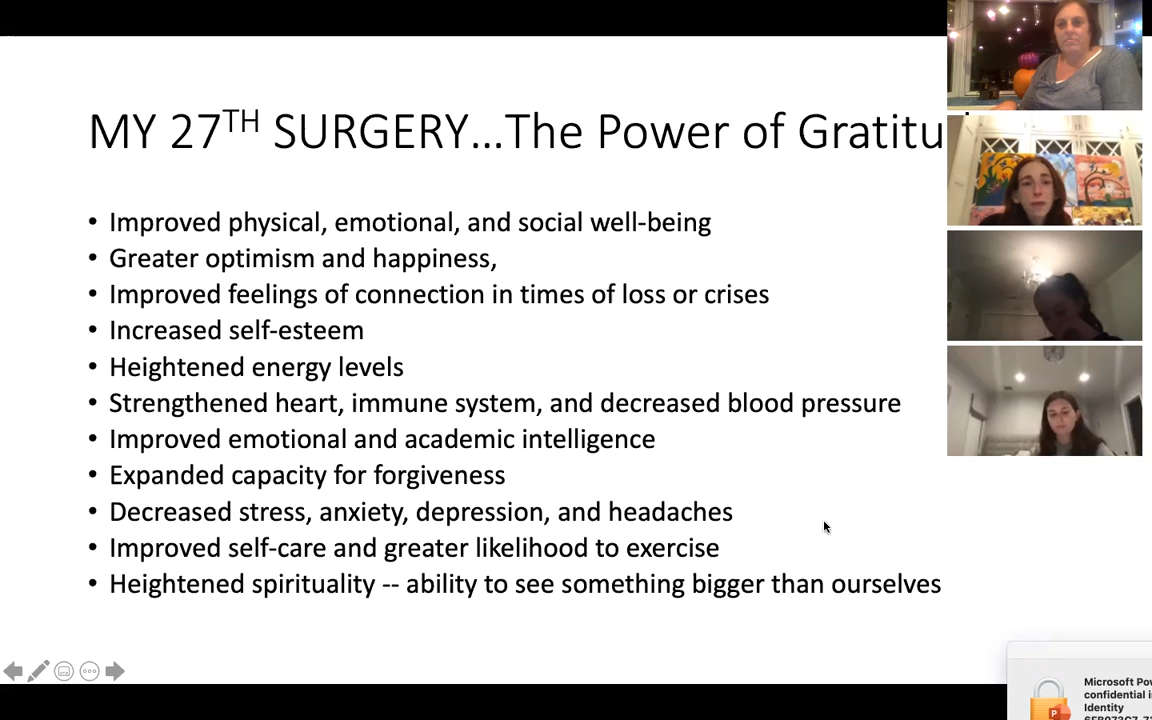 MY 27TH SURGERY...The Power of Gratitu
• Improved physical, emotional, and social well-being
• Greater optimism and happiness,
• Improved feelings of connection in times of loss or crises
• Increased self-esteem
• Heightened energy levels
• Strengthened heart, immune system, and decreased blood pressure
• Improved emotional and academic intelligence
• Expanded capacity for forgiveness
• Decreased stress, anxiety, depression, and headaches
• Improved self-care and greater likelihood to exercise
• Heightened spirituality -- ability to see something bigger than ourselves
Microsoft Pow
confidential i
Identity